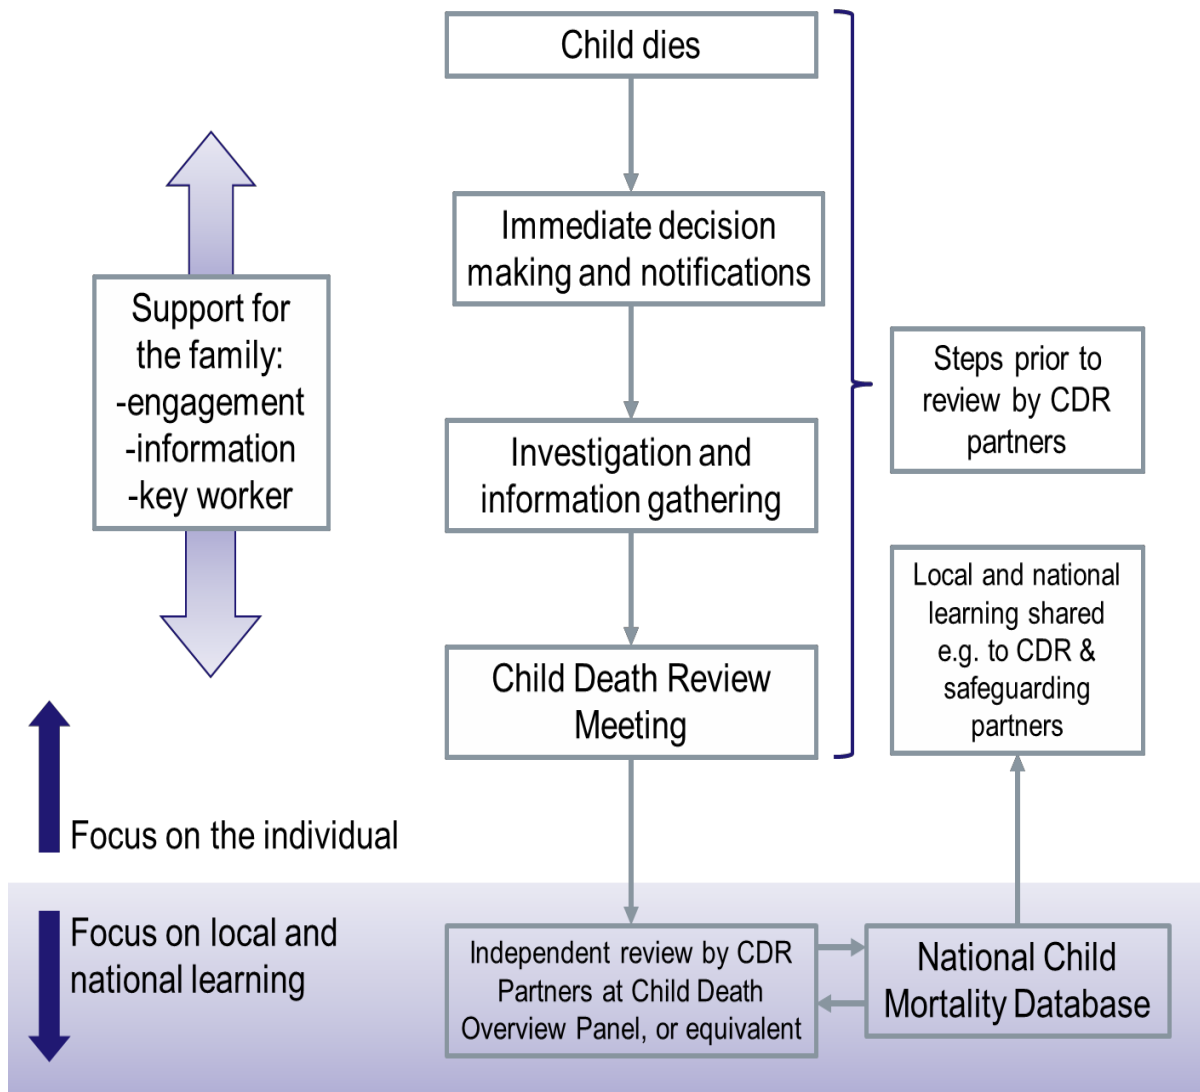 Child dies
Immediate decision
making and notifications
Support for
the family:
-engagement
-information
-key worker
Steps prior to
review by CDR
partners
Investigation and
information gathering
Local and national
learning shared
e.g. to CDR &
safeguarding
partners
Child Death Review
Meeting
Focus on the individual
Focus on local and
national learning
Independent review by CDR
Partners at Child Death
Overview Panel, or equivalent
National Child
Mortality Database